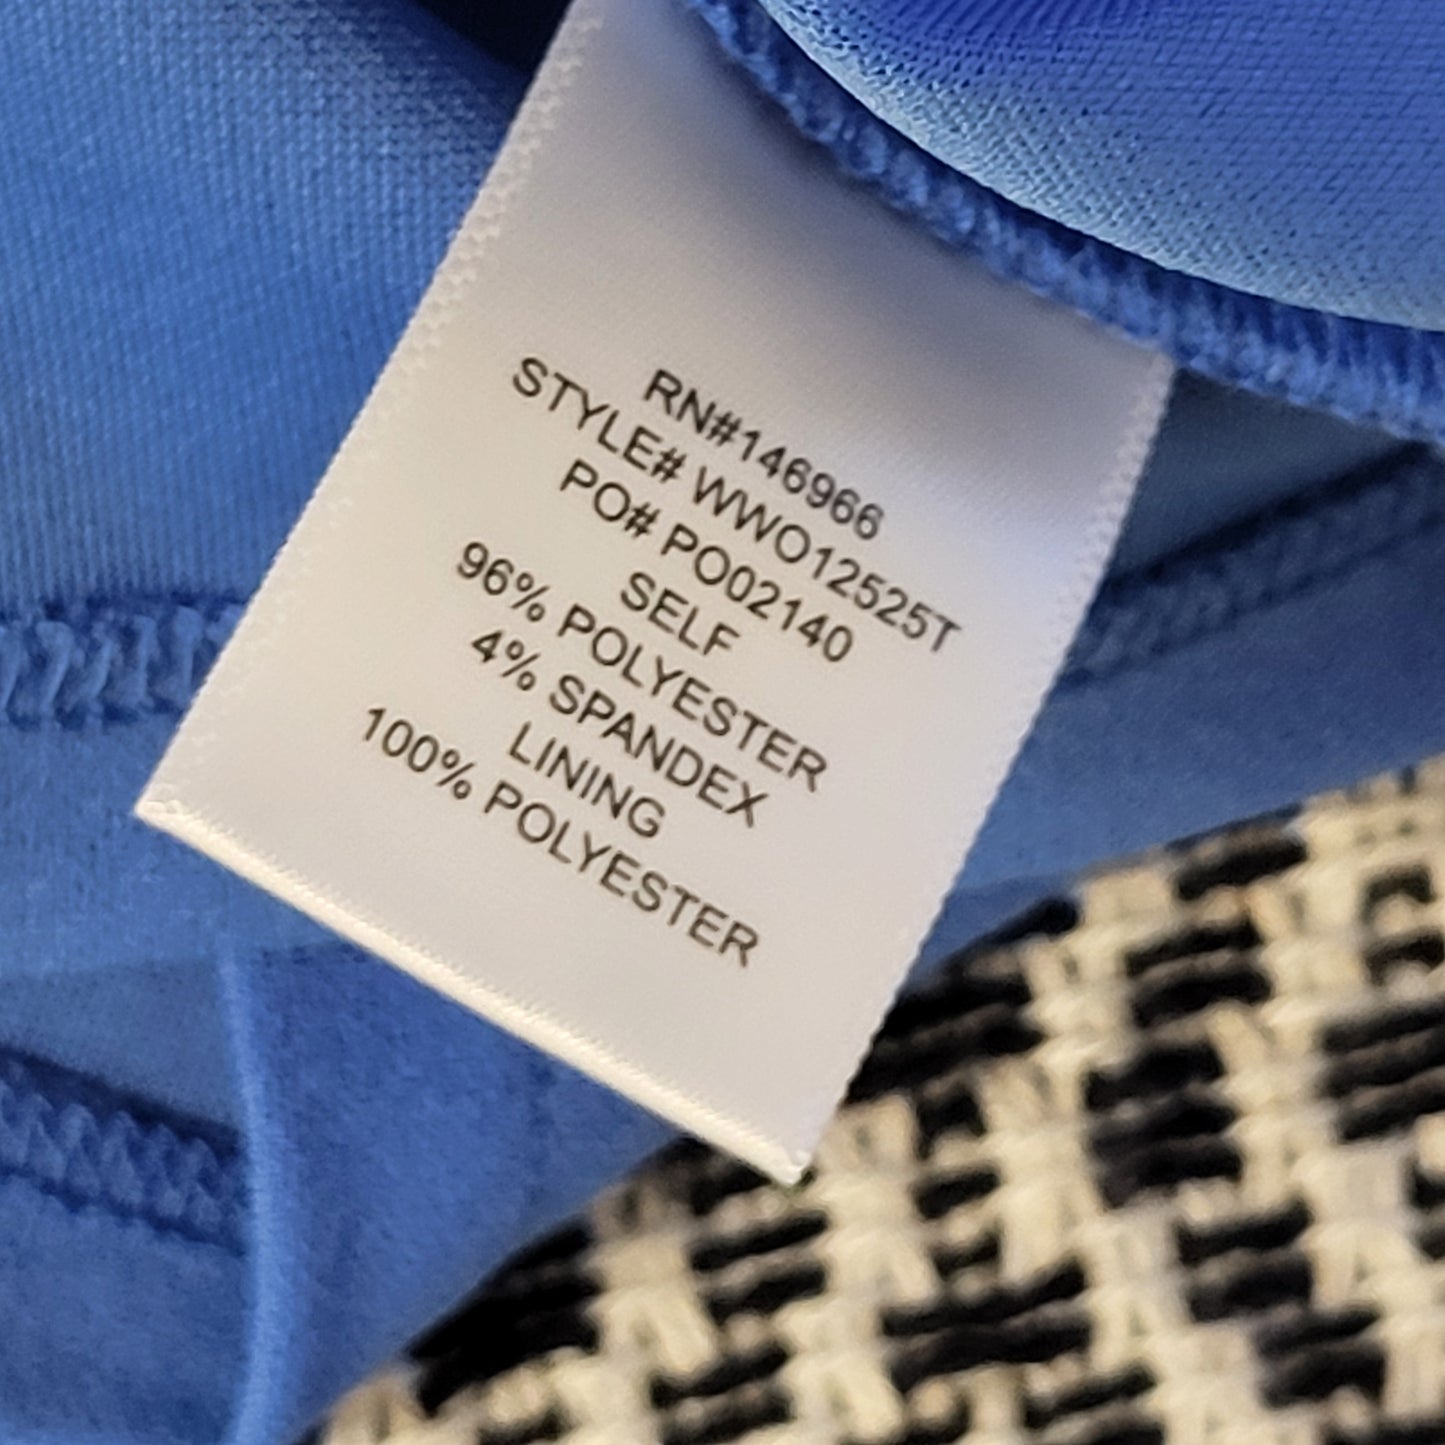 RN#146966
STYLE# WWO12525T
PO# PO02140
SELF
96% POLYESTER
4% SPANDEX
LINING
100% POLYESTER